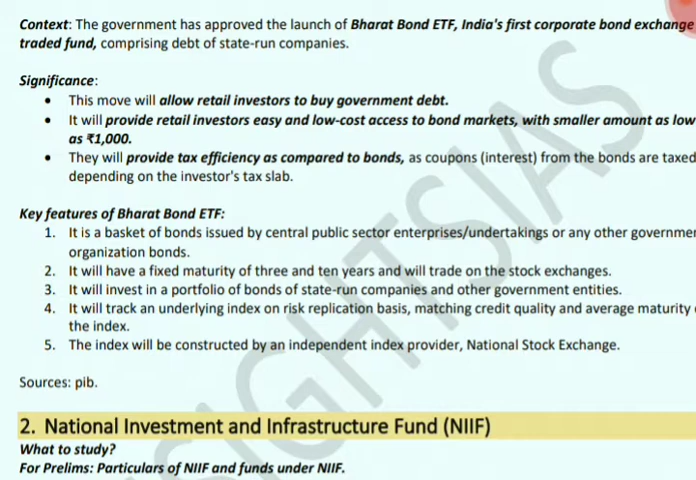 Context: The government has approved the launch of Bharat Bond ETF, India's first corporate bond exchange
traded fund, comprising debt of state-run companies.
Significance:
• This move will allow retail investors to buy government debt.
• It will provide retail investors easy and low-cost access to bond markets, with smaller amount as low
as ₹1,000.
• They will provide tax efficiency as compared to bonds, as coupons (interest) from the bonds are taxed
depending on the investor's tax slab.
Key features of Bharat Bond ETF:
1. It is a basket of bonds issued by central public sector enterprises/undertakings or any other governmen
organization bonds.
2. It will have a fixed maturity of three and ten years and will trade on the stock exchanges.
3. It will invest in a portfolio of bonds of state-run companies and other government entities.
4. It will track an underlying index on risk replication basis, matching credit quality and average maturity
the index.
5. The index will be constructed by an independent index provider, National Stock Exchange.
Sources: pib.
2. National Investment and Infrastructure Fund (NIIF)
What to study?
For Prelims: Particulars of NIIF and funds under NIIF.
SIGHTSIAS